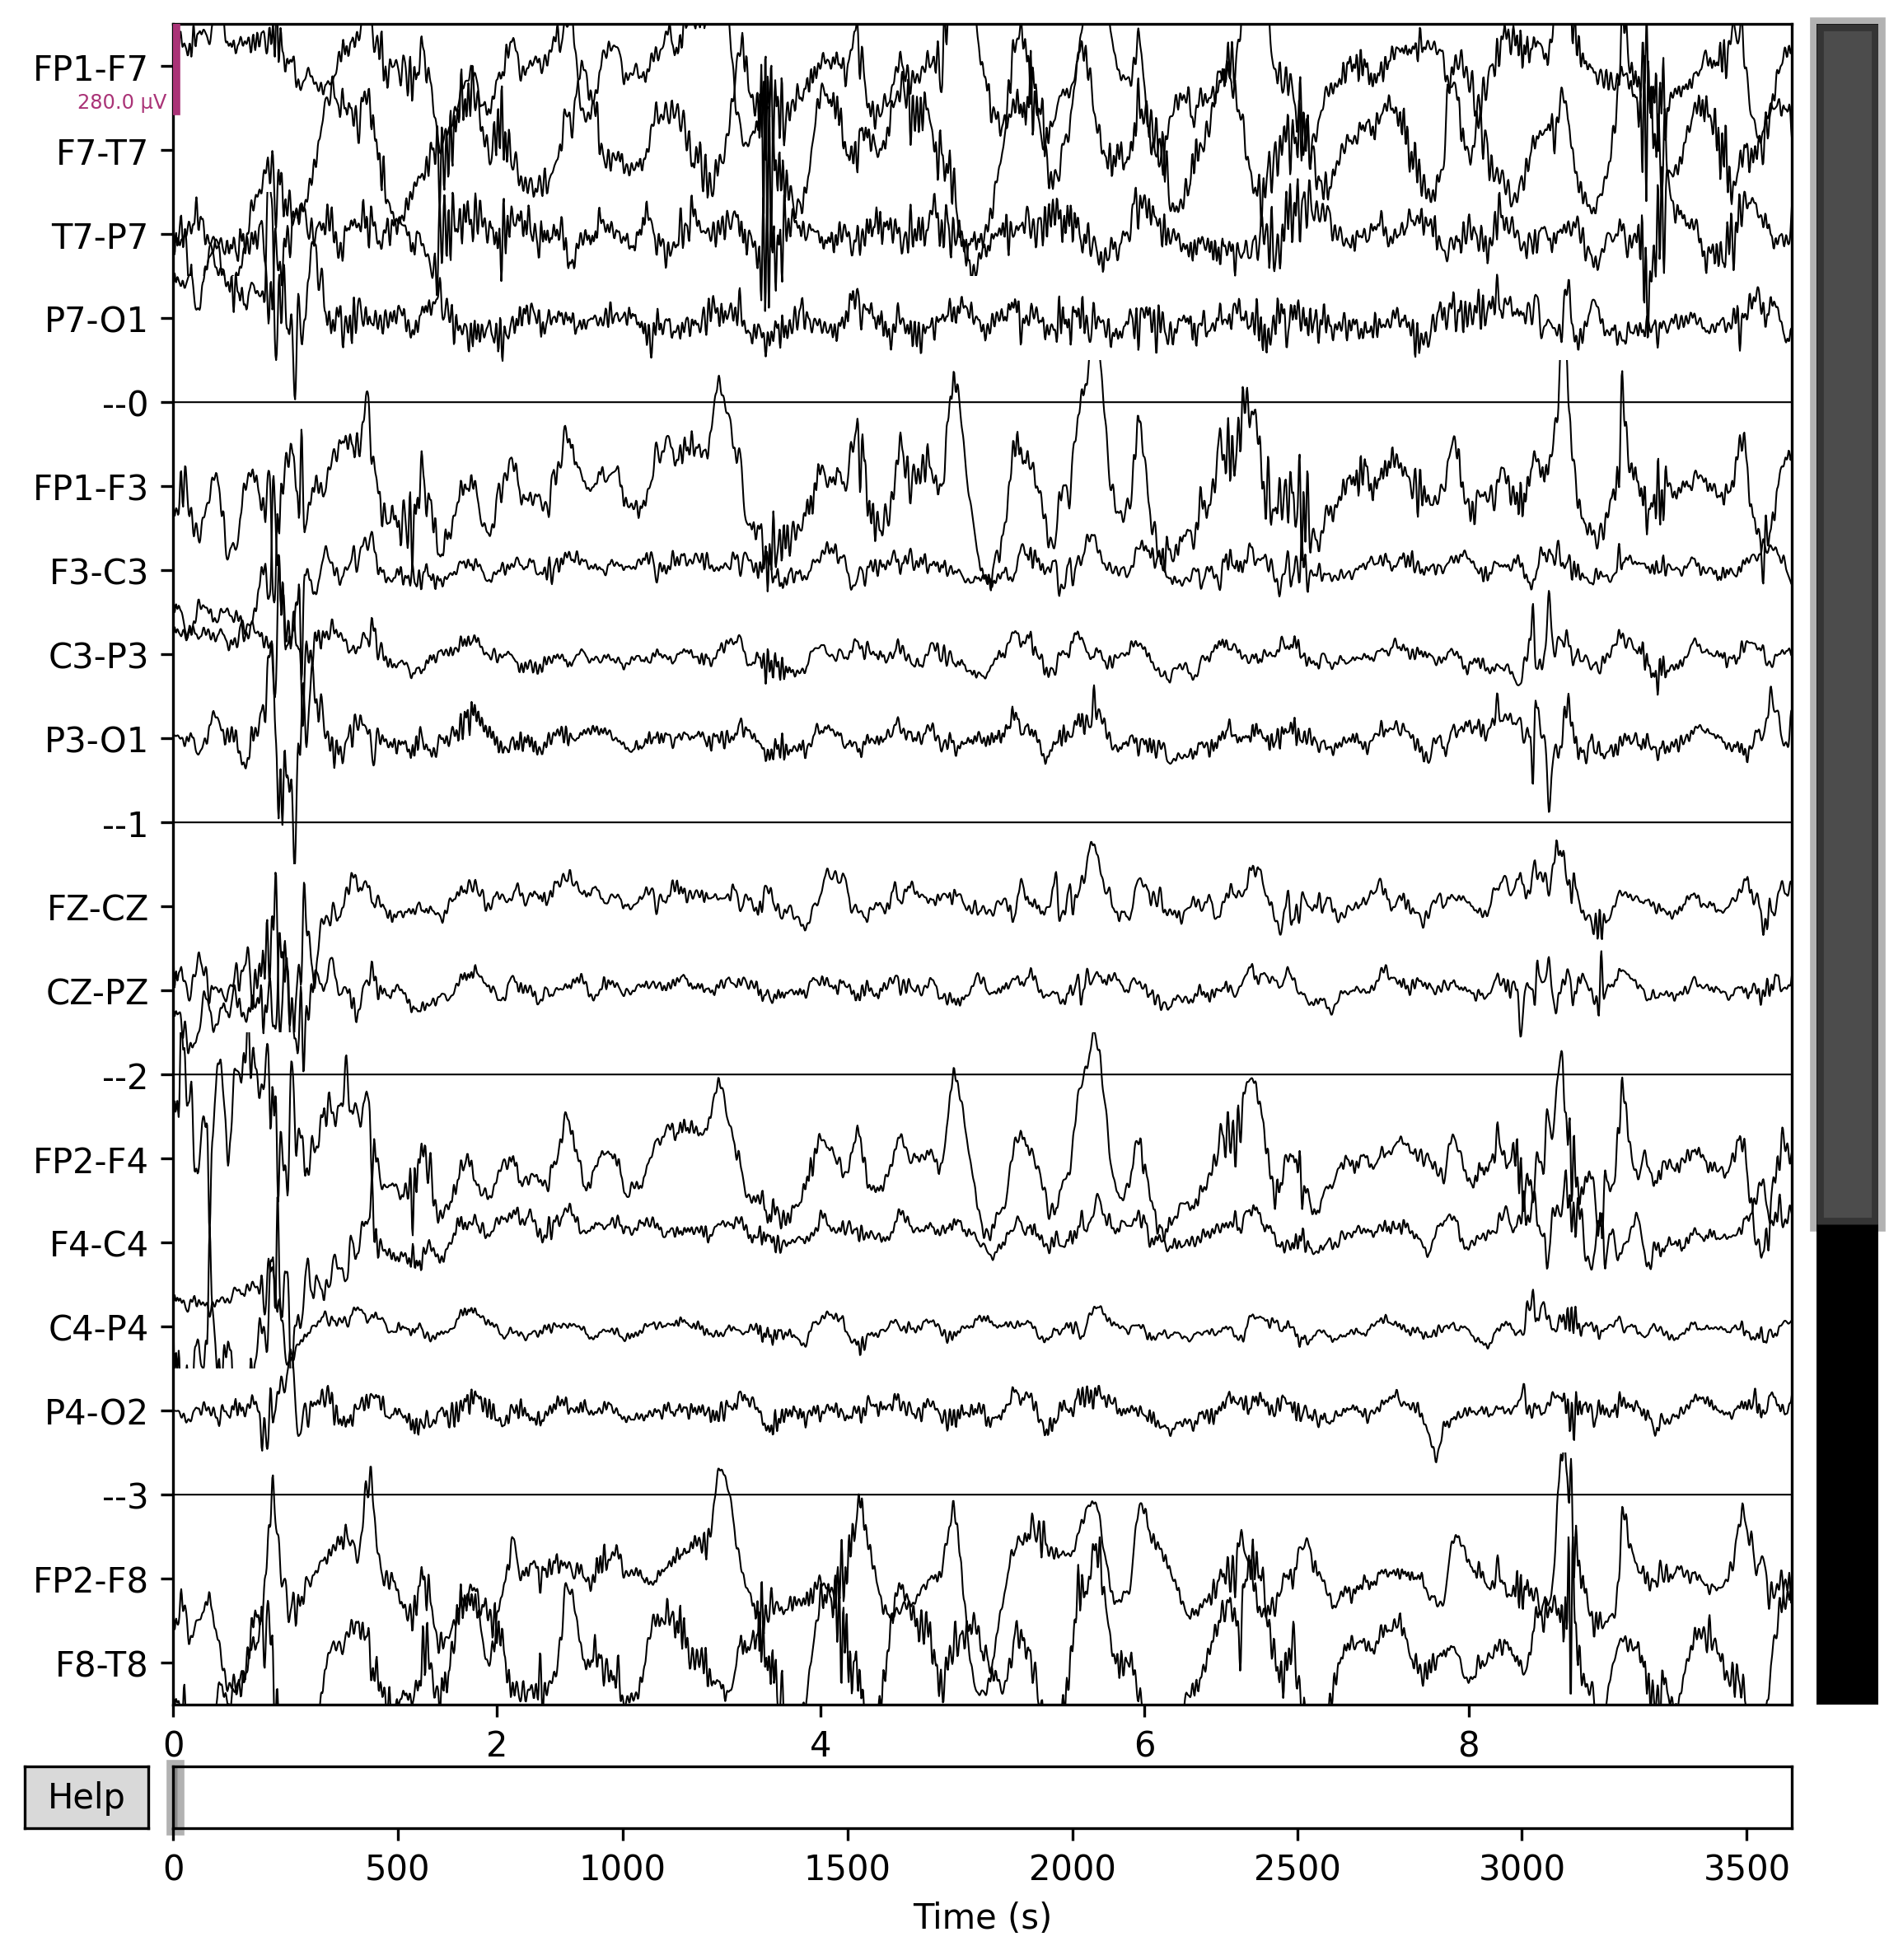 FP1-F7
280.0 µV
F7-T7
T7-P7
P7-O1
--0
FP1-F3
F3-C3
C3-P3
P3-O1
--1
FZ-CZ
CZ-PZ
--2
FP2-F4
F4-C4
C4-P4
P4-O2
--3
FP2-F8
F8-T8
0 2 4 6 8
Help
0 500 1000 1500 2000 2500 3000 3500
Time (s)